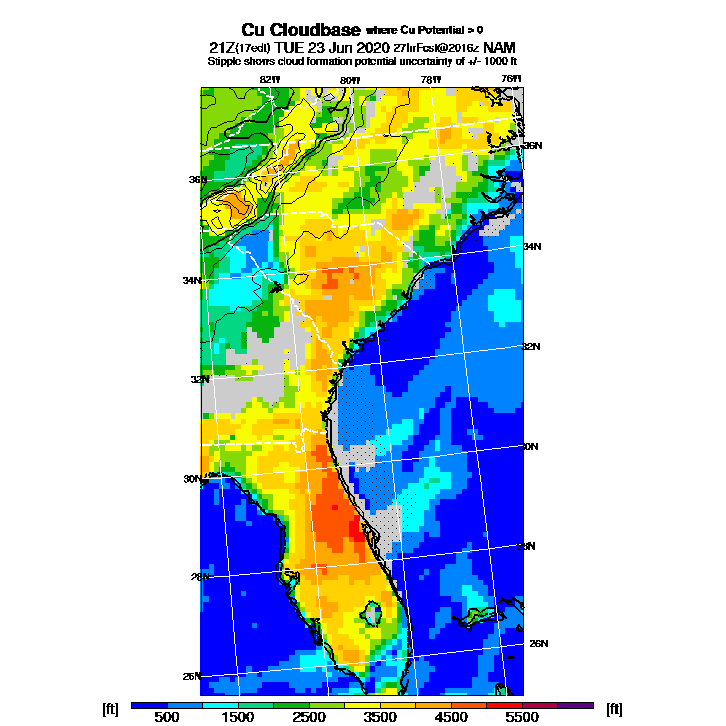 Cu Cloudbase where Cu Potential > 0
21Z(17edt) TUE 23 Jun 2020 27hrFcst@2016z NAM
Stipple shows cloud formation potential uncertainty of +/- 1000 ft
82W 80W 78W 76W
36N
36N
34N
34N
32N
32N
30N
30N
28N
28N
26N
26N
[ft] [ft]
500 1500 2500 3500 4500 5500